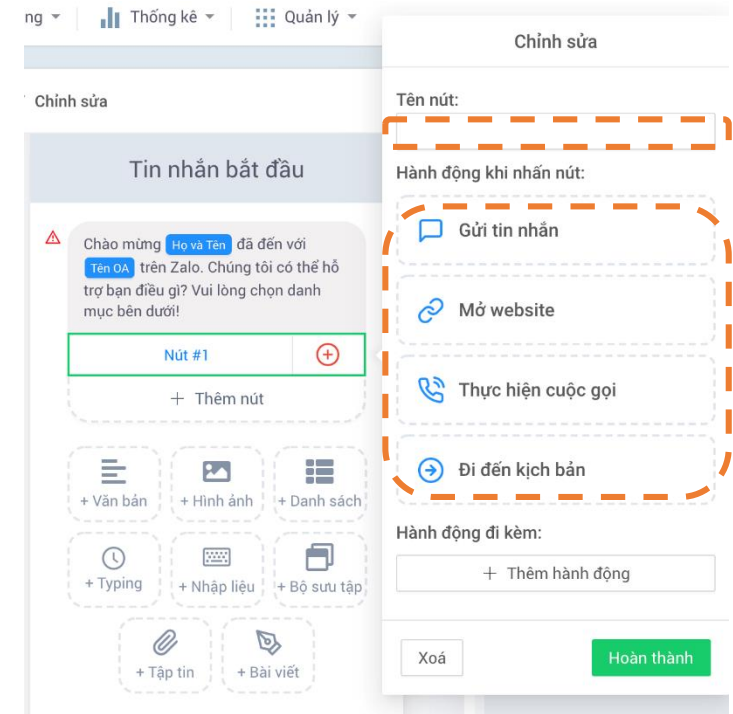 ng
Thống kê
Quản lý
Chỉnh sửa
Tin nhắn bắt đầu
Chào mừng Họ và Tên đã đến với
Tên OA trên Zalo. Chúng tôi có thể hỗ
trợ bạn điều gì? Vui lòng chọn danh
mục bên dưới!
Nút #1
+ Thêm nút
+ Văn bản
+ Hình ảnh
+ Danh sách
+ Typing
+ Nhập liệu
+ Bộ sưu tập
+ Tập tin
+ Bài viết
Chỉnh sửa
Tên nút:
Hành động khi nhấn nút:
Gửi tin nhắn
Mở website
Thực hiện cuộc gọi
Đi đến kịch bản
Hành động đi kèm:
+ Thêm hành động
Xoá
Hoàn thành